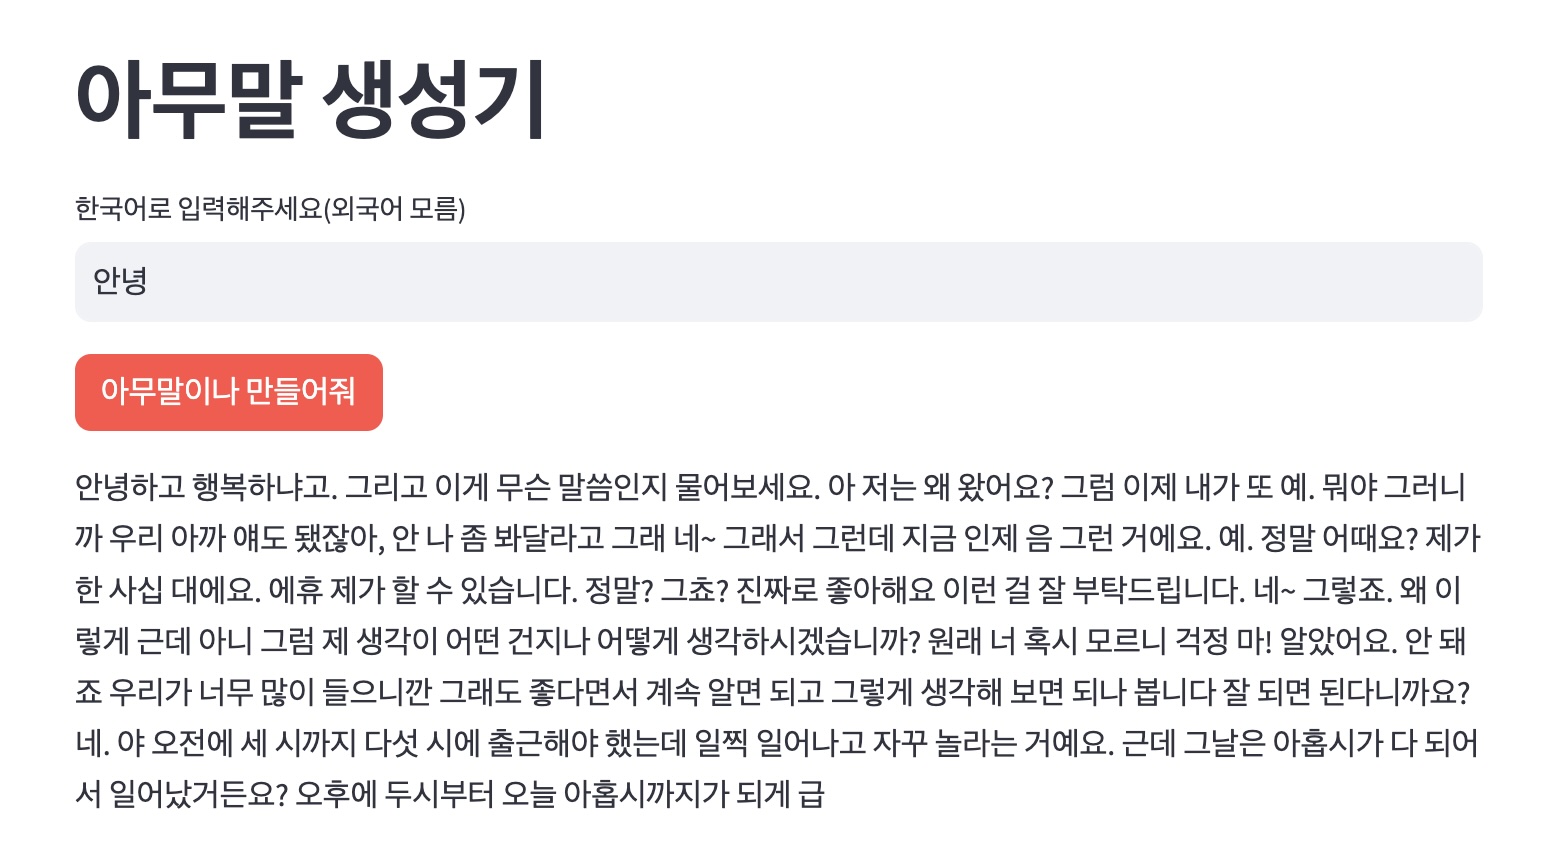 아무말 생성기
한국어로 입력해주세요(외국어 모름)
안녕
아무말이나 만들어줘
안녕하고 행복하냐고. 그리고 이게 무슨 말씀인지 물어보세요. 아 저는 왜 왔어요? 그럼 이제 내가 또 예. 뭐야 그러니
까 우리 아까 얘도 됐잖아, 안 나 좀 봐달라고 그래 네~ 그래서 그런데 지금 인제 음 그런 거에요. 예. 정말 어때요? 제가
한 사십 대에요. 에휴 제가 할 수 있습니다. 정말? 그쵸? 진짜로 좋아해요 이런 걸 잘 부탁드립니다. 네~ 그렇죠. 왜 이
렇게 근데 아니 그럼 제 생각이 어떤 건지나 어떻게 생각하시겠습니까? 원래 너 혹시 모르니 걱정 마! 알았어요. 안 돼
죠 우리가 너무 많이 들으니깐 그래도 좋다면서 계속 알면 되고 그렇게 생각해 보면 되나 봅니다 잘 되면 된다니까요?
네. 야 오전에 세 시까지 다섯 시에 출근해야 했는데 일찍 일어나고 자꾸 놀라는 거예요. 근데 그날은 아홉시가 다 되어
서 일어났거든요? 오후에 두시부터 오늘 아홉시까지가 되게 급